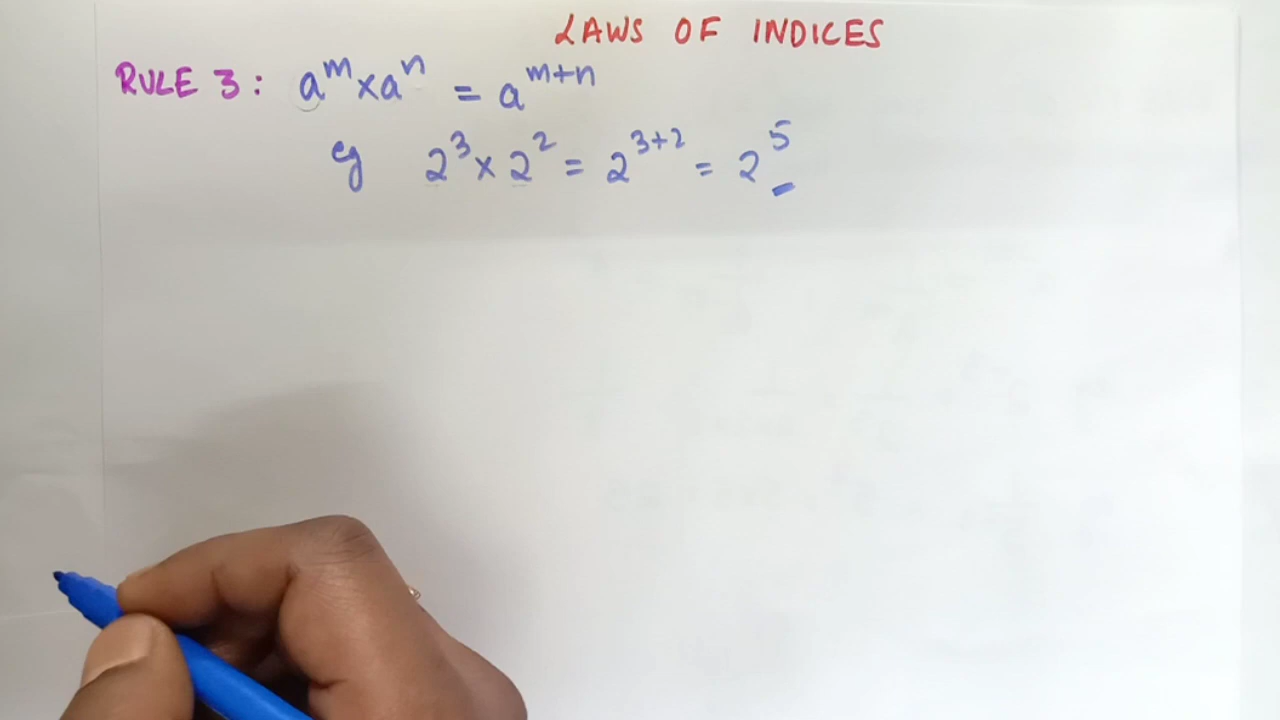 LAWS OF INDICES
RULE 3: a^m × a^n = a^{m+n}
eg 2^3 × 2^2 = 2^{3+2} = 2^5